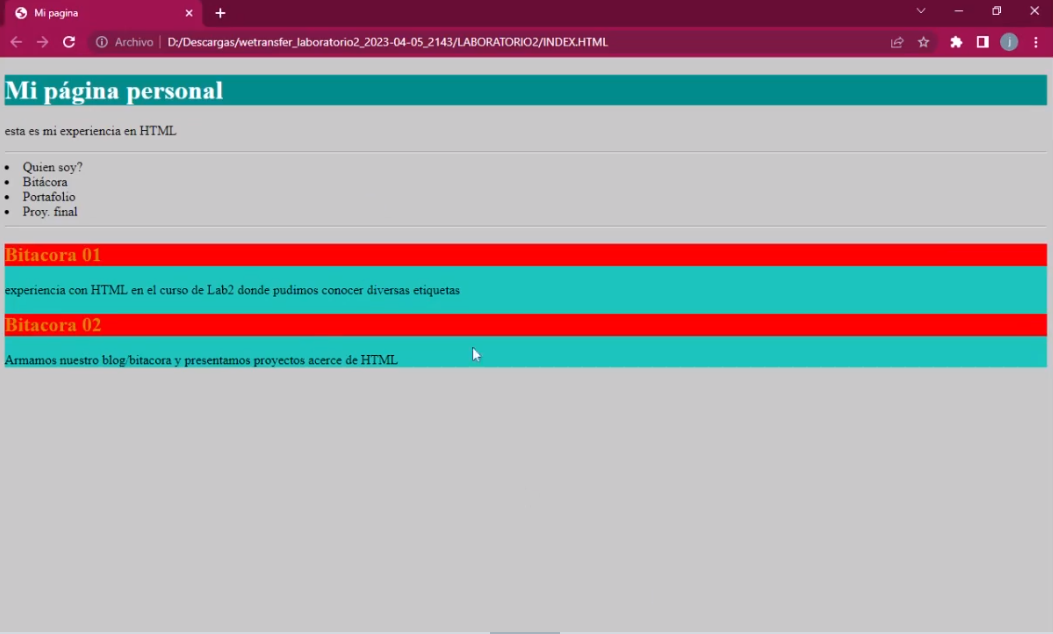 Mi pagina
Archivo
D:/Descargas/wetransfer_laboratorio2_2023-04-05_2143/LABORATORIO2/INDEX.HTML
j
Mi página personal
esta es mi experiencia en HTML
Quien soy?
Bitácora
Portafolio
Proy. final
Bitacora 01
experiencia con HTML en el curso de Lab2 donde pudimos conocer diversas etiquetas
Bitacora 02
Armamos nuestro blog/bitacora y presentamos proyectos acerce de HTML